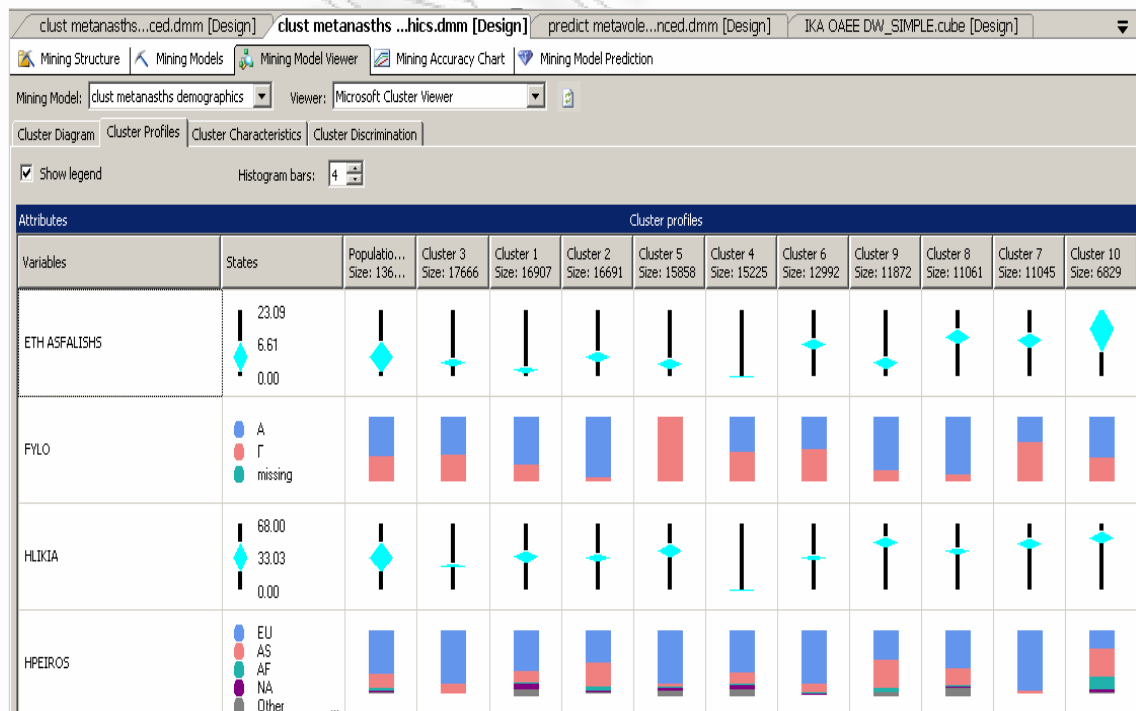 clust metanasths...ced.dmm [Design] clust metanasths ...hics.dmm [Design] predict metavole...nced.dmm [Design] IKA OAEE DW_SIMPLE.cube [Design]
Mining Structure Mining Models Mining Model Viewer Mining Accuracy Chart Mining Model Prediction
Mining Model: clust metanasths demographics Viewer: Microsoft Cluster Viewer
Cluster Diagram Cluster Profiles Cluster Characteristics Cluster Discrimination
Show legend Histogram bars: 4
Attributes Cluster profiles
Variables States Populatio... Cluster 3 Cluster 1 Cluster 2 Cluster 5 Cluster 4 Cluster 6 Cluster 9 Cluster 8 Cluster 7 Cluster 10
Size: 136... Size: 17666 Size: 16907 Size: 16691 Size: 15858 Size: 15225 Size: 12992 Size: 11872 Size: 11061 Size: 11045 Size: 6829
23.09
ETH ASFALISHS 6.61
0.00
Α
FYLO Γ
missing
68.00
HLIKIA 33.03
0.00
EU
AS
HPEIROS AF
NA
Other ...